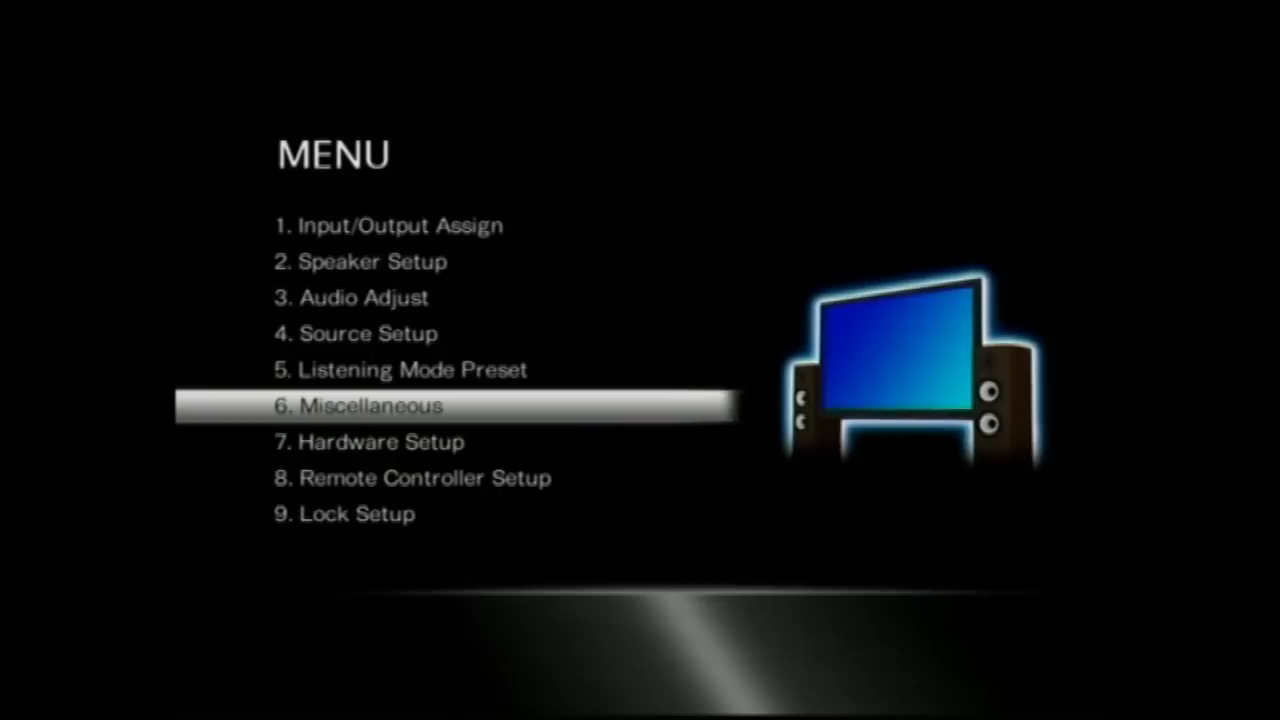 MENU
1. Input/Output Assign
2. Speaker Setup
3. Audio Adjust
4. Source Setup
5. Listening Mode Preset
6. Miscellaneous
7. Hardware Setup
8. Remote Controller Setup
9. Lock Setup